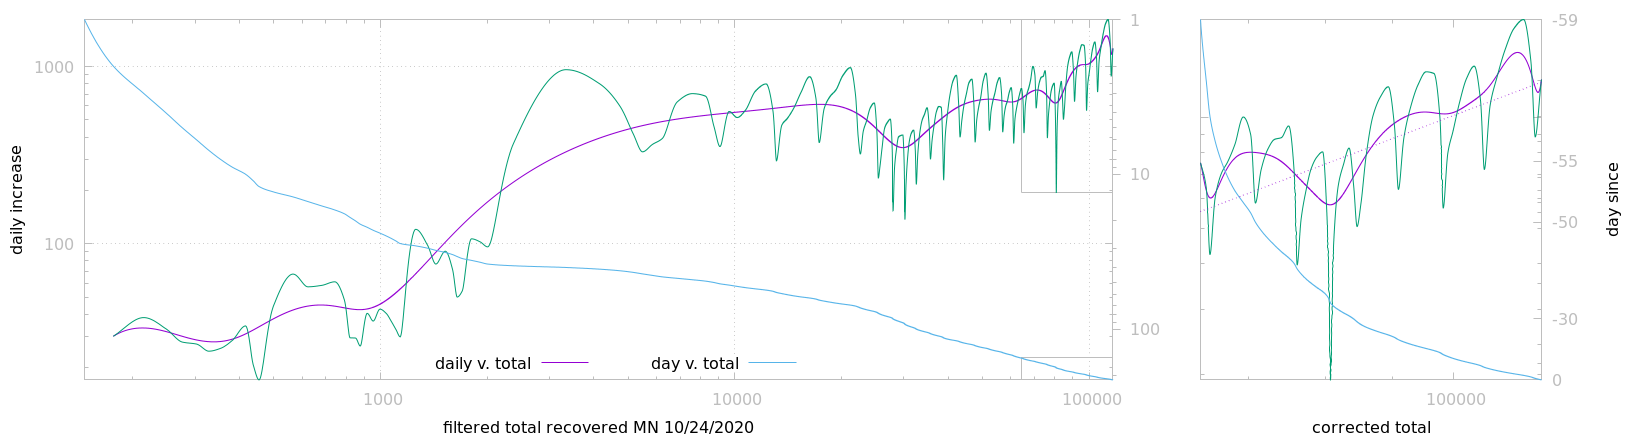 1000
100
daily increase
1
10
100
daily v. total
day v. total
1000
10000
100000
filtered total recovered MN 10/24/2020
-59
-55
-50
-30
0
day since
100000
corrected total